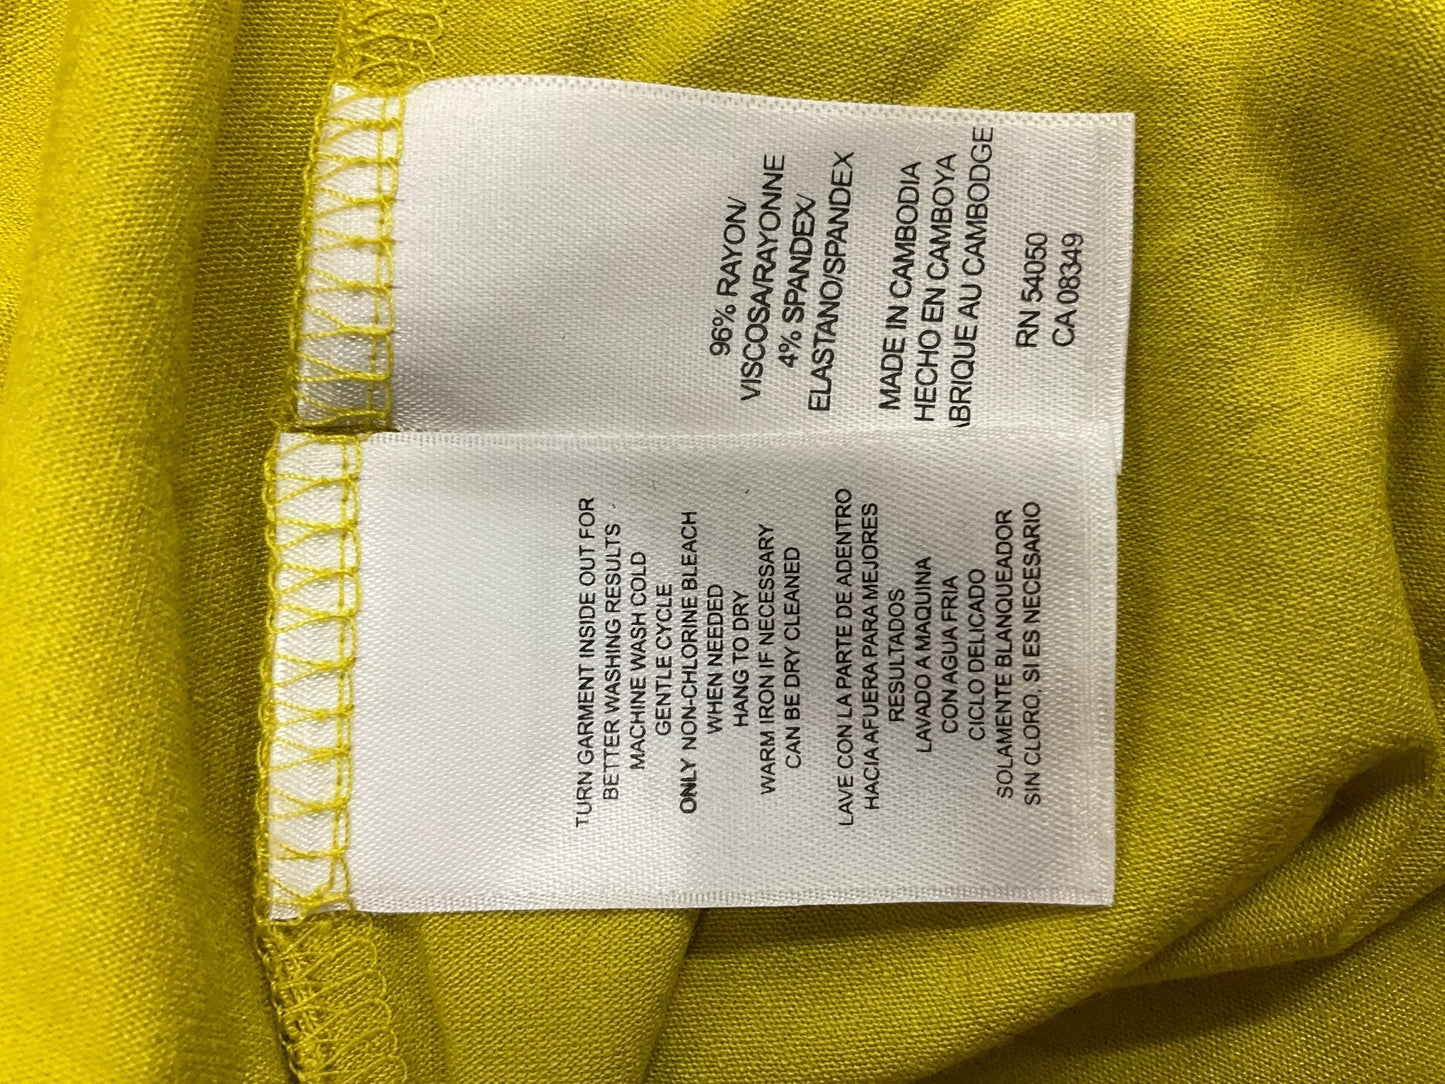 96% RAYON/
VISCOSA/RAYONNE
4% SPANDEX/
ELASTANO/SPANDEX
MADE IN CAMBODIA
HECHO EN CAMBOYA
ABRIQUE AU CAMBODGE
RN 54050
CA 08349
TURN GARMENT INSIDE OUT FOR
BETTER WASHING RESULTS
MACHINE WASH COLD
GENTLE CYCLE
ONLY NON-CHLORINE BLEACH
WHEN NEEDED
HANG TO DRY
WARM IRON IF NECESSARY
CAN BE DRY CLEANED
LAVE CON LA PARTE DE ADENTRO
HACIA AFUERA PARA MEJORES
RESULTADOS
LAVADO A MAQUINA
CON AGUA FRIA
CICLO DELICADO
SOLAMENTE BLANQUEADOR
SIN CLORO, SI ES NECESARIO